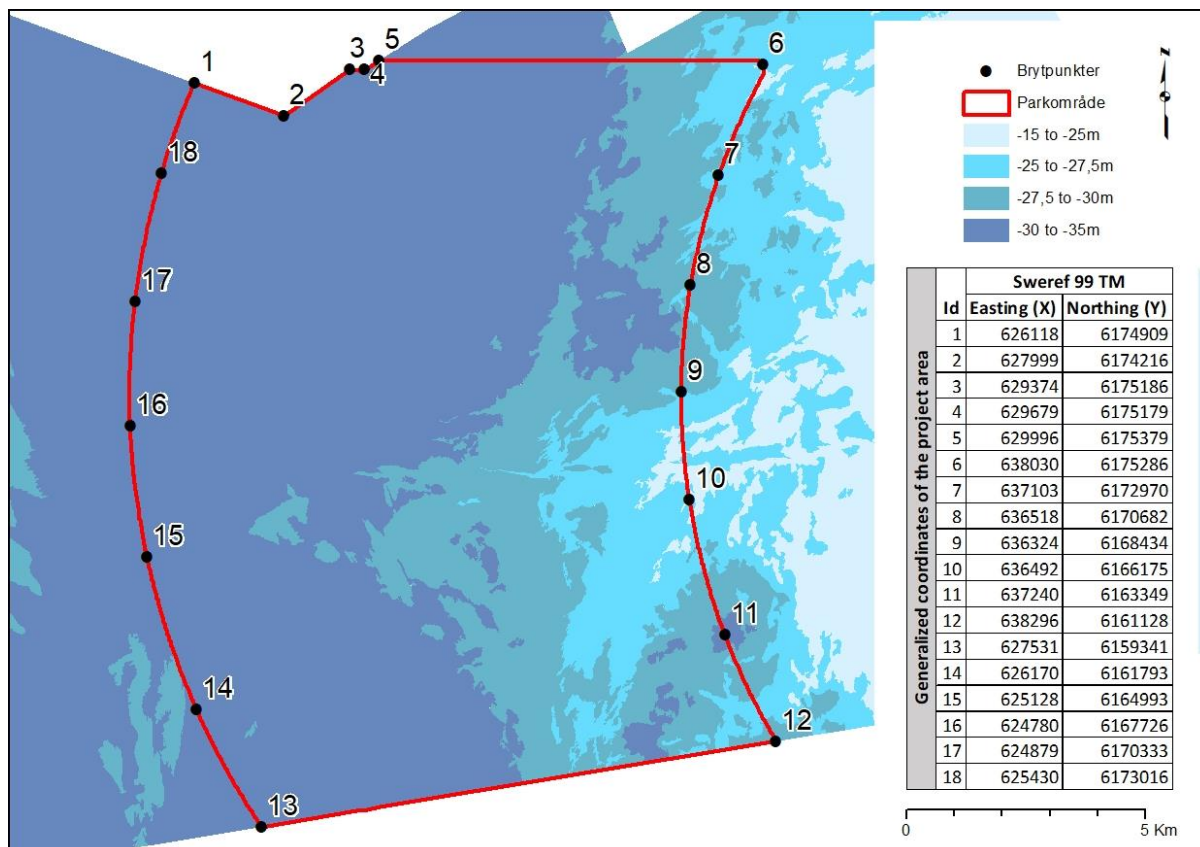 1
2
3
4
5
6
7
8
9
10
11
12
13
14
15
16
17
18
N
Brytpunkter
Parkområde
-15 to -25m
-25 to -27,5m
-27,5 to -30m
-30 to -35m
Generalized coordinates of the project area
Sweref 99 TM
Id Easting (X) Northing (Y)
1 626118 6174909
2 627999 6174216
3 629374 6175186
4 629679 6175179
5 629996 6175379
6 638030 6175286
7 637103 6172970
8 636518 6170682
9 636324 6168434
10 636492 6166175
11 637240 6163349
12 638296 6161128
13 627531 6159341
14 626170 6161793
15 625128 6164993
16 624780 6167726
17 624879 6170333
18 625430 6173016
0 5 Km